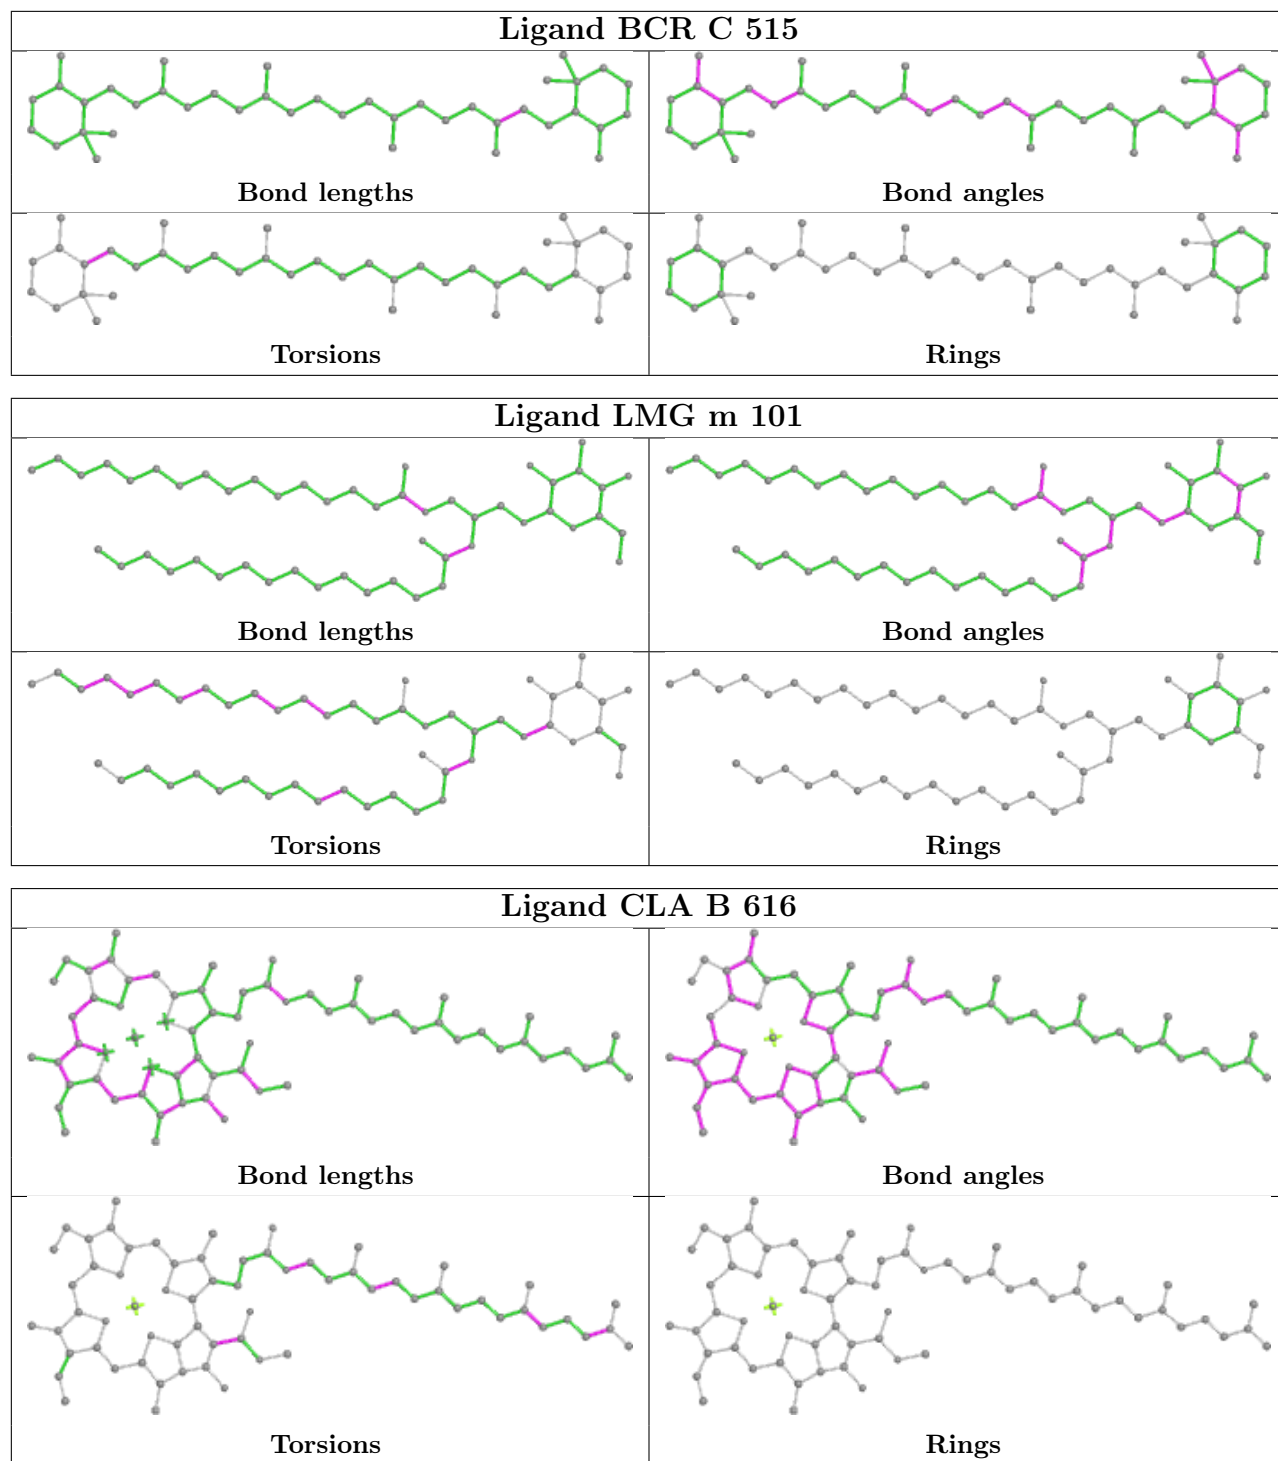 Ligand BCR C 515
Bond lengths
Bond angles
Torsions
Rings
Ligand LMG m 101
Bond lengths
Bond angles
Torsions
Rings
Ligand CLA B 616
Bond lengths
Bond angles
Torsions
Rings